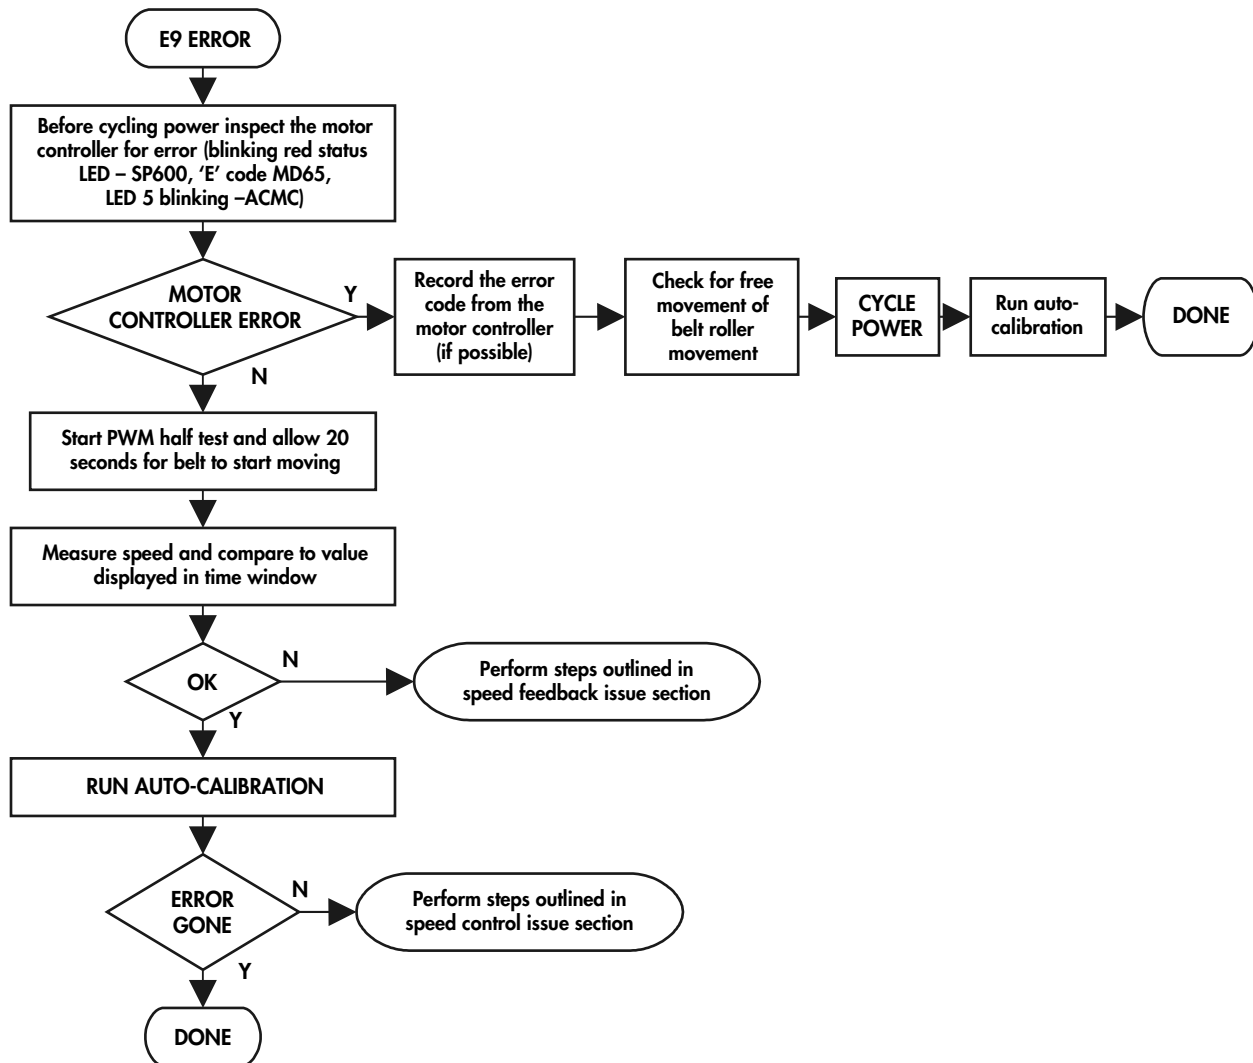 E9 ERROR
Before cycling power inspect the motor
controller for error (blinking red status
LED – SP600, ‘E’ code MD65,
LED 5 blinking –ACMC)
MOTOR
CONTROLLER ERROR
Y
Record the error
code from the
motor controller
(if possible)
Check for free
movement of
belt roller
movement
CYCLE
POWER
Run auto-
calibration
DONE
N
Start PWM half test and allow 20
seconds for belt to start moving
Measure speed and compare to value
displayed in time window
OK
N
Perform steps outlined in
speed feedback issue section
Y
RUN AUTO-CALIBRATION
ERROR
GONE
N
Perform steps outlined in
speed control issue section
Y
DONE